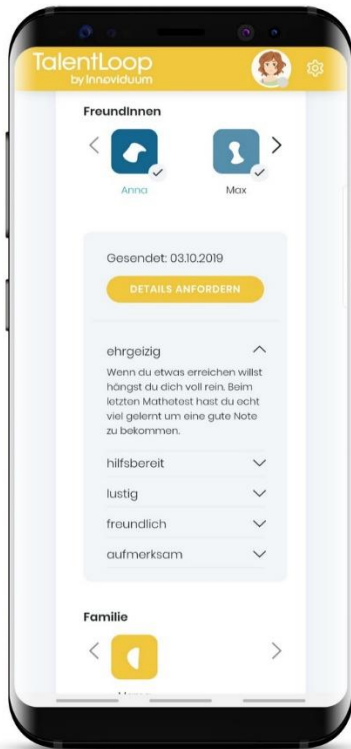 TalentLoop
by Innoviduum
FreundInnen
Anna
Max
Gesendet: 03.10.2019
DETAILS ANFORDERN
ehrgeizig
Wenn du etwas erreichen willst
hängst du dich voll rein. Beim
letzten Mathetest hast du echt
viel gelernt um eine gute Note
zu bekommen.
hilfsbereit
lustig
freundlich
aufmerksam
Familie